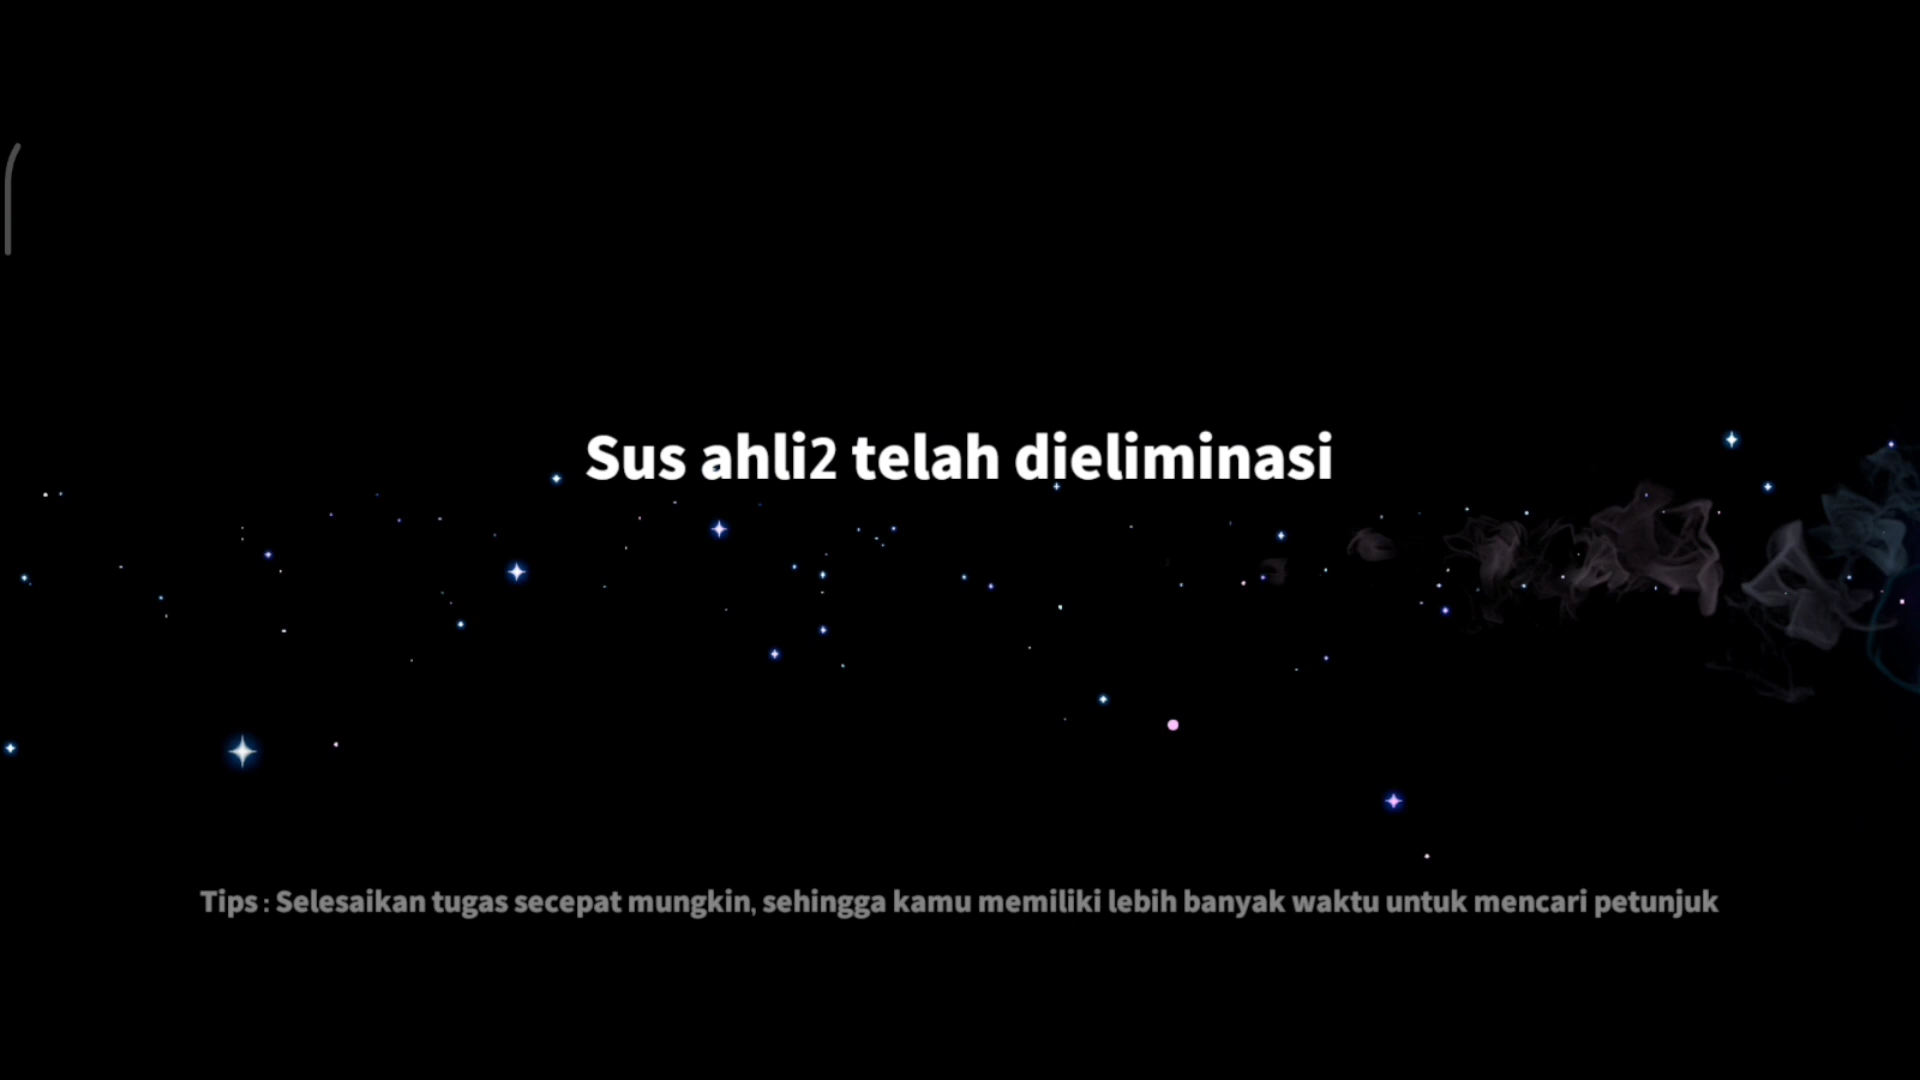 Sus ahli2 telah dieliminasi
Tips : Selesaikan tugas secepat mungkin, sehingga kamu memiliki lebih banyak waktu untuk mencari petunjuk